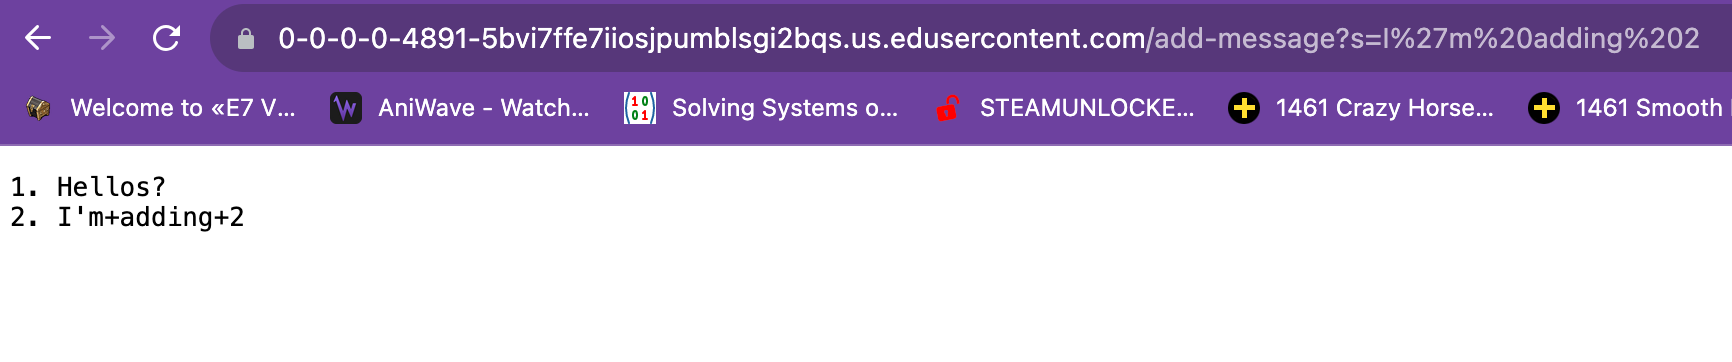 0-0-0-0-4891-5bvi7ffe7iiosjpumblsgi2bqs.us.edusercontent.com/add-message?s=I%27m%20adding%202
Welcome to «E7 V... AniWave - Watch... Solving Systems o... STEAMUNLOCKE... 1461 Crazy Horse... 1461 Smooth
1. Hellos?
2. I'm+adding+2